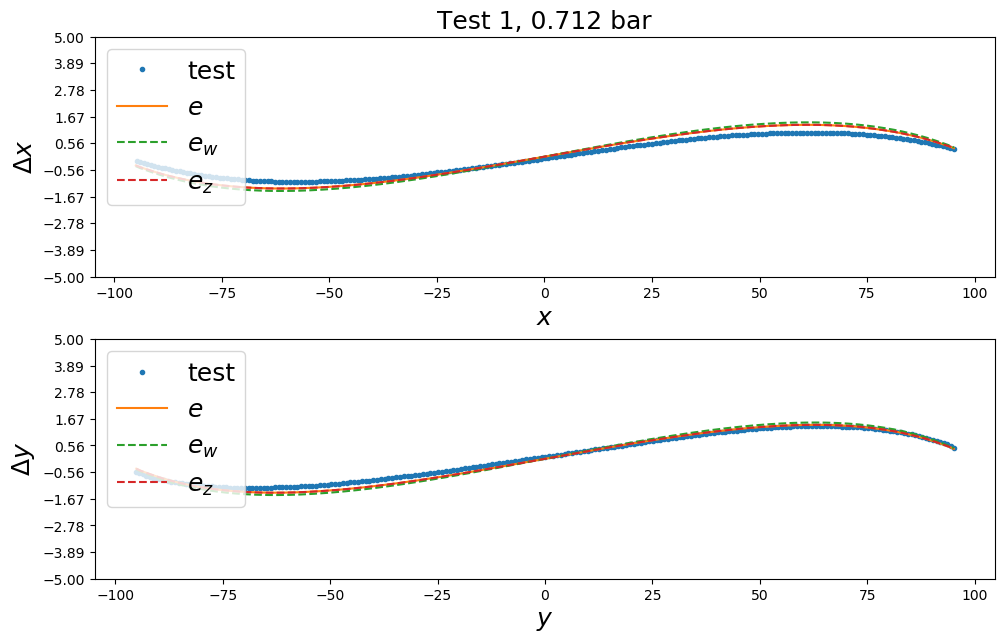 Test 1, 0.712 bar
5.00
3.89
2.78
1.67
0.56
−0.56
−1.67
−2.78
−3.89
−5.00
Δx
test
e
e_w
e_z
−100 −75 −50 −25 0 25 50 75 100
x
5.00
3.89
2.78
1.67
0.56
−0.56
−1.67
−2.78
−3.89
−5.00
Δy
test
e
e_w
e_z
−100 −75 −50 −25 0 25 50 75 100
y